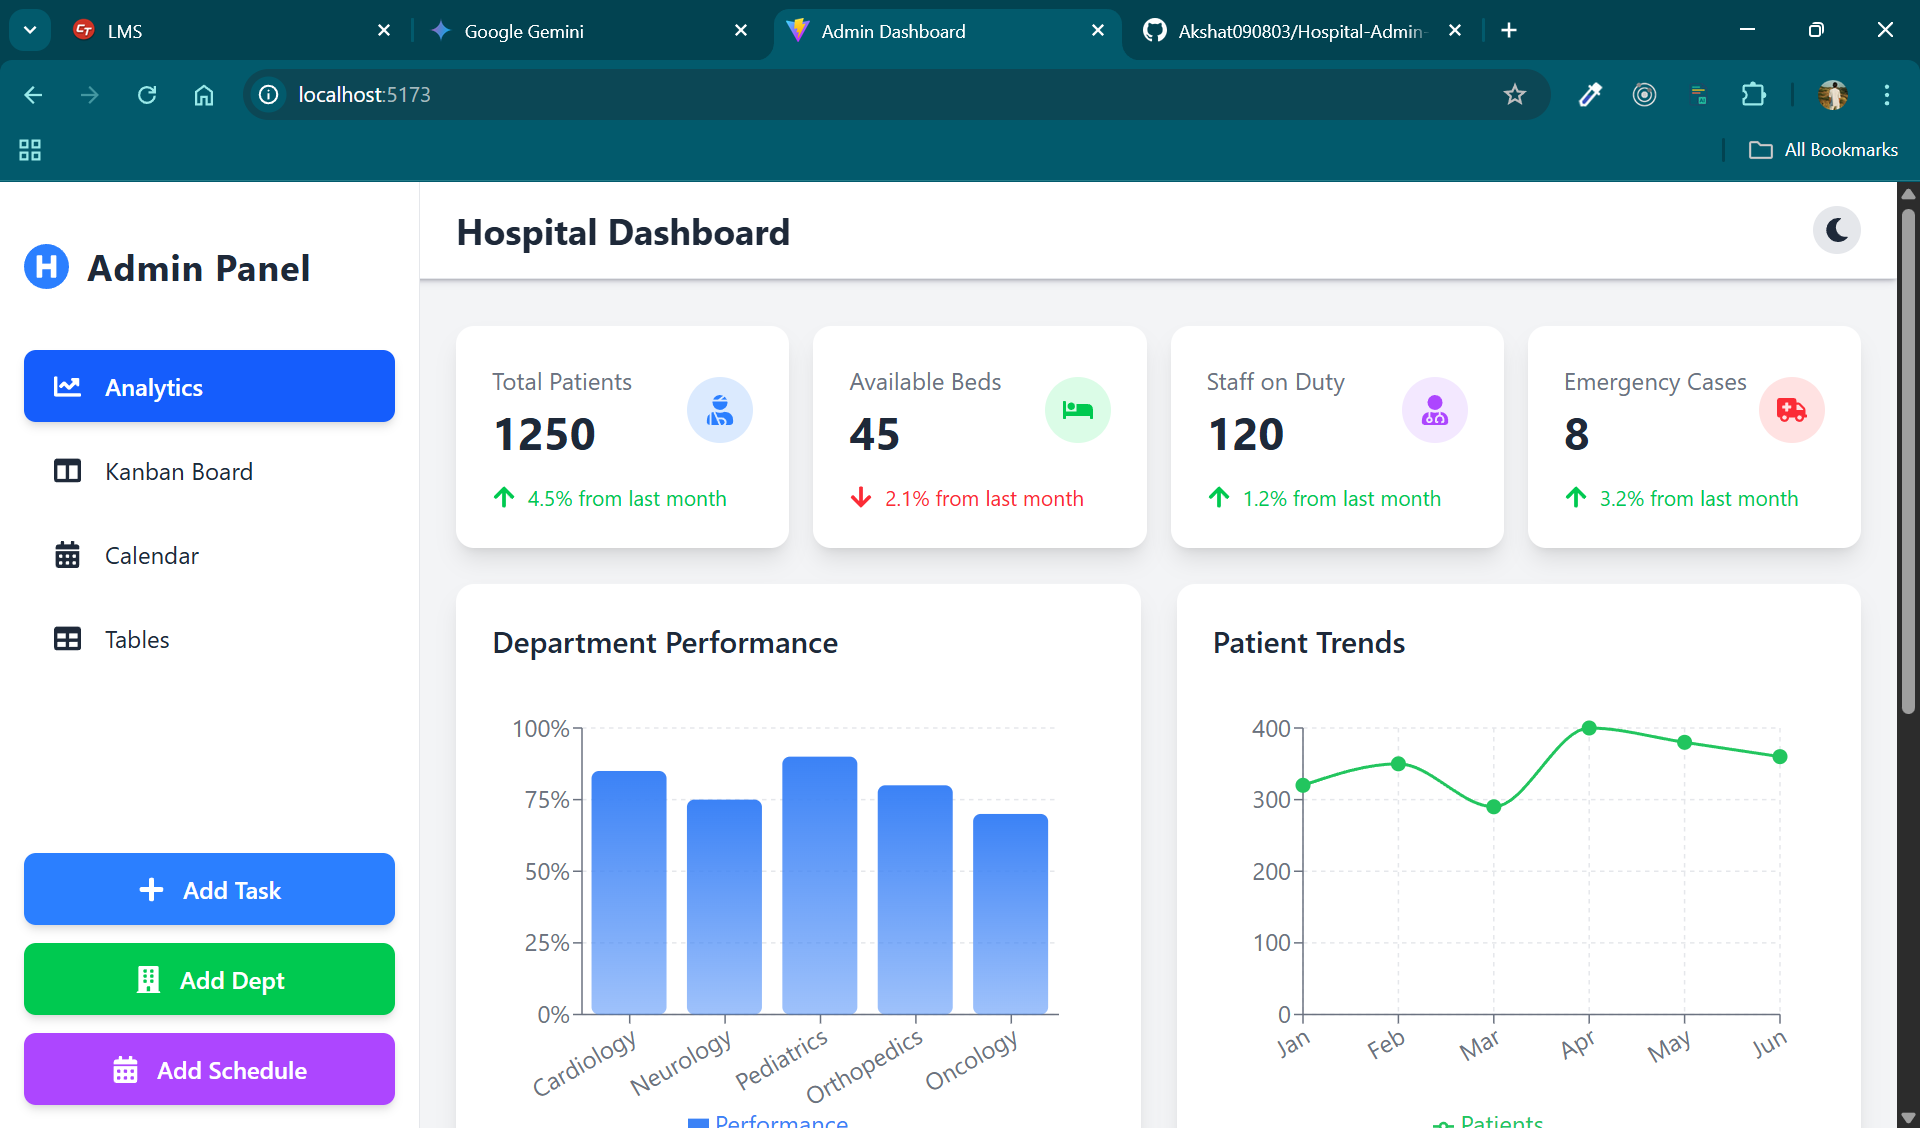 LMS
Google Gemini
Admin Dashboard
Akshat090803/Hospital-Admin-
localhost:5173
All Bookmarks
H Admin Panel
Analytics
Kanban Board
Calendar
Tables
Add Task
Add Dept
Add Schedule
Hospital Dashboard
Total Patients
1250
4.5% from last month
Available Beds
45
2.1% from last month
Staff on Duty
120
1.2% from last month
Emergency Cases
8
3.2% from last month
Department Performance
100%
75%
50%
25%
0%
Cardiology
Neurology
Pediatrics
Orthopedics
Oncology
Performance
Patient Trends
400
300
200
100
0
Jan
Feb
Mar
Apr
May
Jun
Patients